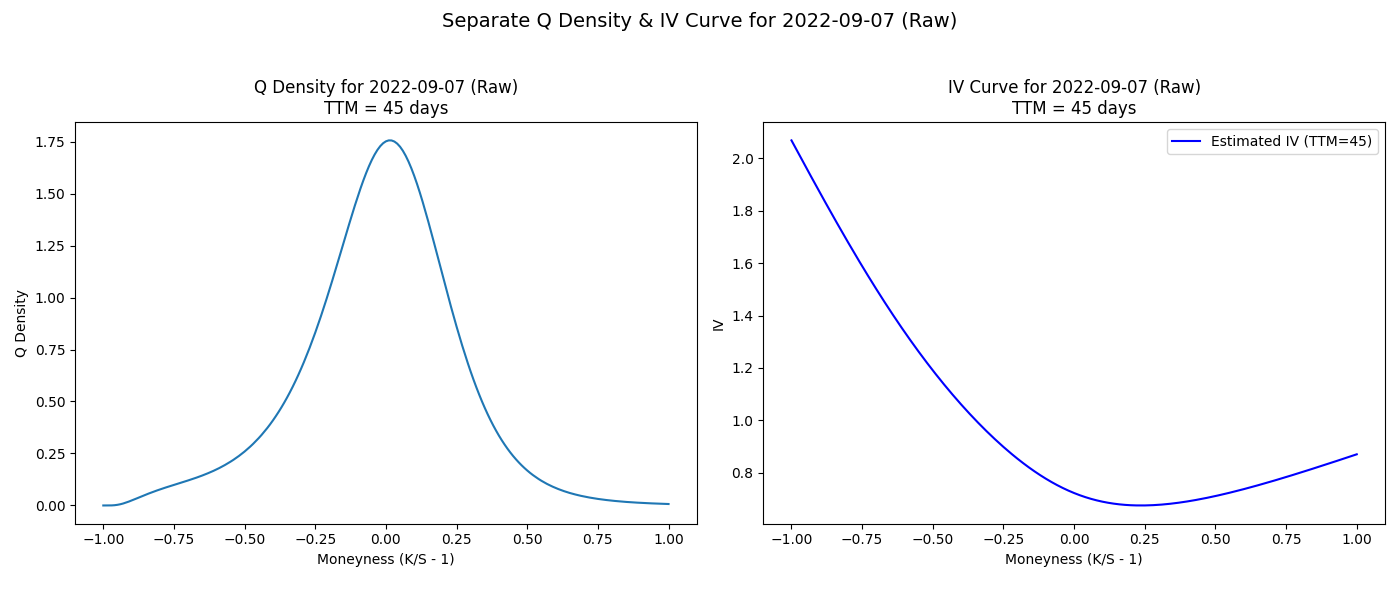 Separate Q Density & IV Curve for 2022-09-07 (Raw)
Q Density for 2022-09-07 (Raw)
TTM = 45 days
Q Density
1.75
1.50
1.25
1.00
0.75
0.50
0.25
0.00
−1.00 −0.75 −0.50 −0.25 0.00 0.25 0.50 0.75 1.00
Moneyness (K/S - 1)
IV Curve for 2022-09-07 (Raw)
TTM = 45 days
Estimated IV (TTM=45)
IV
2.0
1.8
1.6
1.4
1.2
1.0
0.8
−1.00 −0.75 −0.50 −0.25 0.00 0.25 0.50 0.75 1.00
Moneyness (K/S - 1)